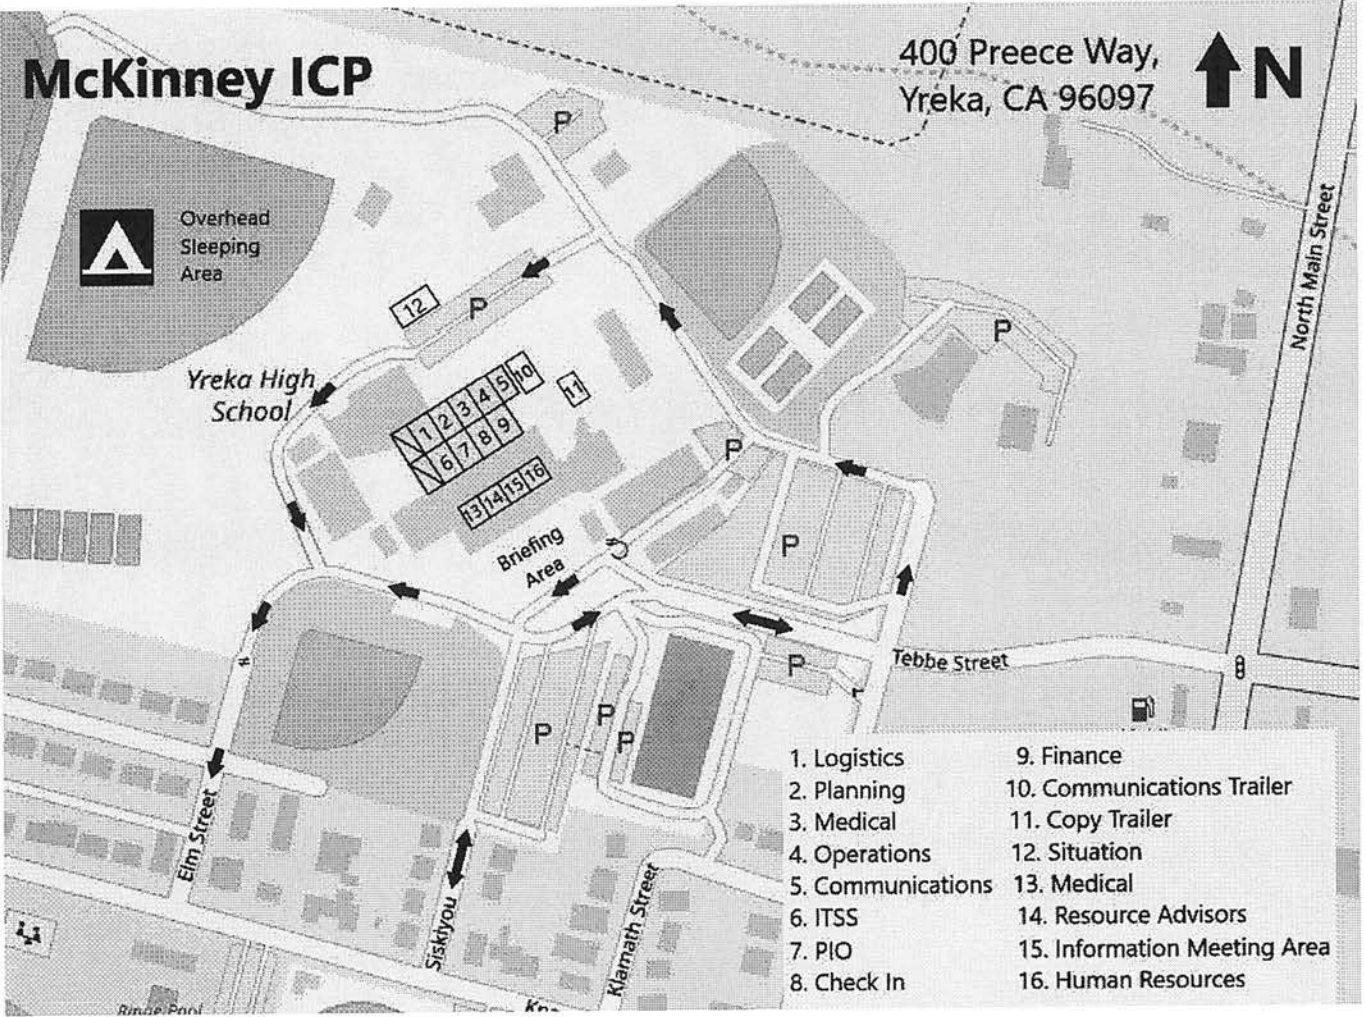 McKinney ICP
400 Preece Way,
Yreka, CA 96097
N
P
Overhead
Sleeping
Area
12
P
P
Yreka High
School
North Main Street
1 2 3 4 5 10
11
6 7 8 9
13 14 15 16
P
P
Briefing
Area
Tebbe Street
P
P
P
P
Elm Street
Siskiyou
Klamath Street
1. Logistics
2. Planning
3. Medical
4. Operations
5. Communications
6. ITSS
7. PIO
8. Check In
9. Finance
10. Communications Trailer
11. Copy Trailer
12. Situation
13. Medical
14. Resource Advisors
15. Information Meeting Area
16. Human Resources